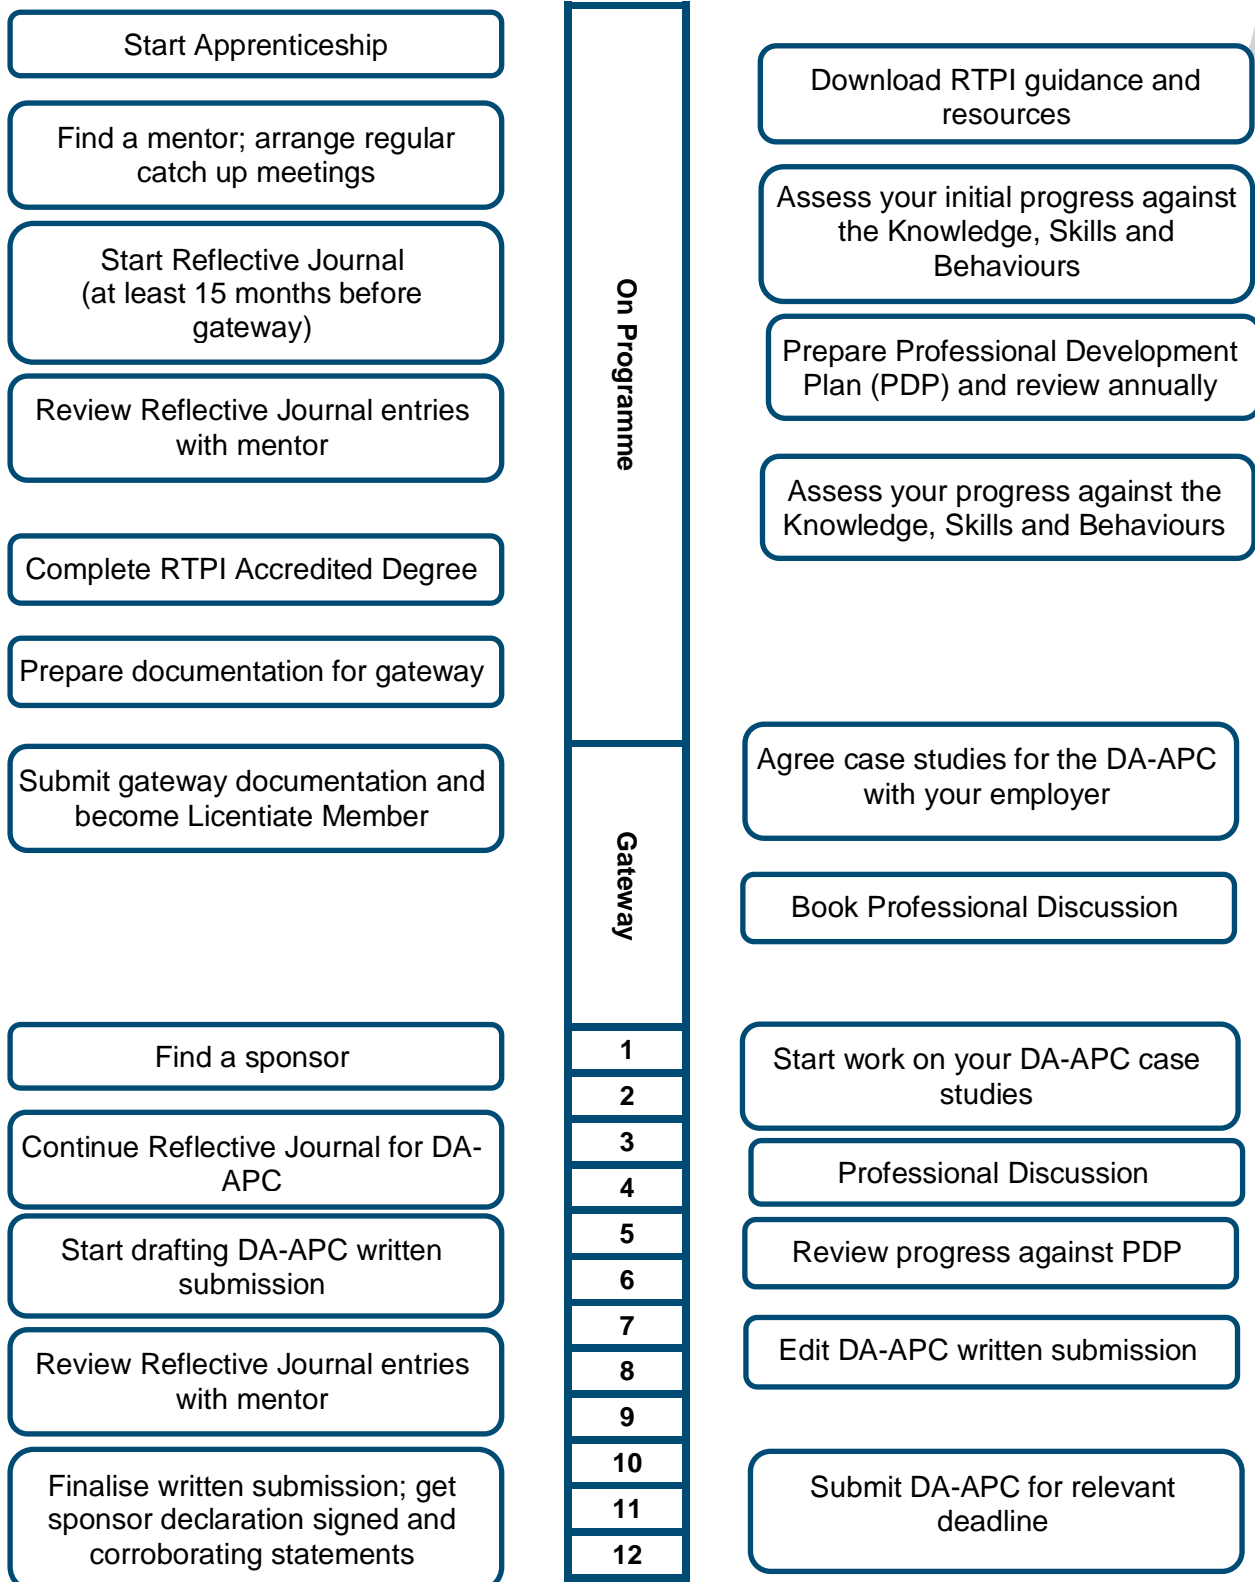 Start Apprenticeship
Find a mentor; arrange regular
catch up meetings
Start Reflective Journal
(at least 15 months before
gateway)
Review Reflective Journal entries
with mentor
Complete RTPI Accredited Degree
Prepare documentation for gateway
Submit gateway documentation and
become Licentiate Member
Find a sponsor
Continue Reflective Journal for DA-
APC
Start drafting DA-APC written
submission
Review Reflective Journal entries
with mentor
Finalise written submission; get
sponsor declaration signed and
corroborating statements
On Programme
Gateway
1
2
3
4
5
6
7
8
9
10
11
12
Download RTPI guidance and
resources
Assess your initial progress against
the Knowledge, Skills and
Behaviours
Prepare Professional Development
Plan (PDP) and review annually
Assess your progress against the
Knowledge, Skills and Behaviours
Agree case studies for the DA-APC
with your employer
Book Professional Discussion
Start work on your DA-APC case
studies
Professional Discussion
Review progress against PDP
Edit DA-APC written submission
Submit DA-APC for relevant
deadline